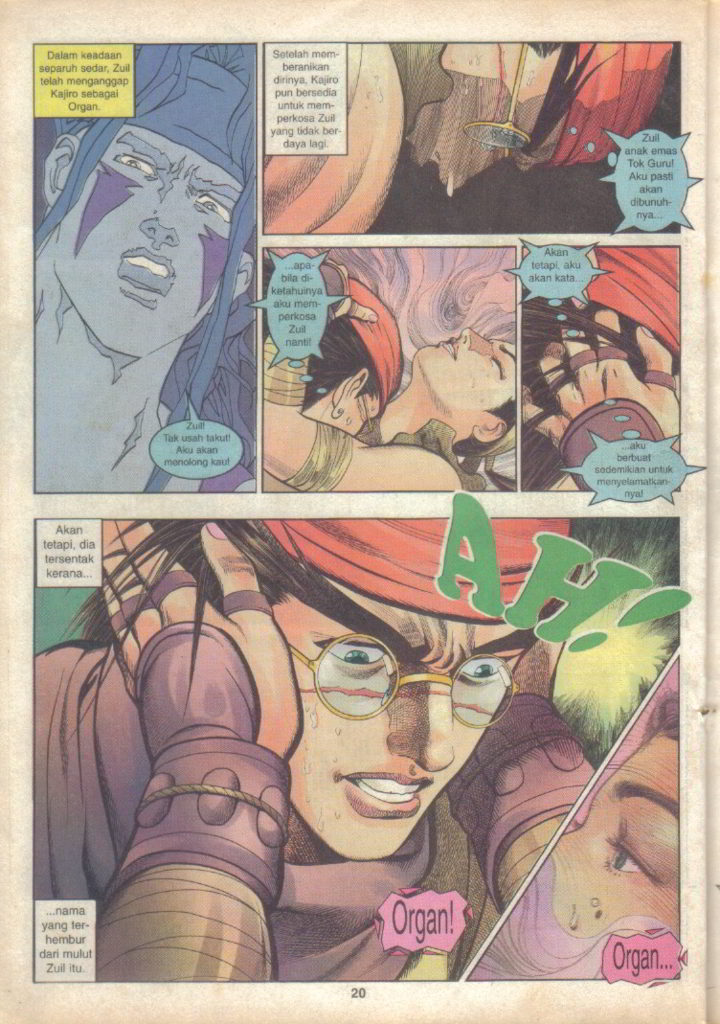 Dalam keadaan
separuh sedar, Zuil
telah menganggap
Kajiro sebagai
Organ.
Zuil!
Tak usah takut!
Aku akan
menolong kau!
Setelah mem-
beranikan
dirinya, Kajiro
pun bersedia
untuk mem-
perkosa Zuil
yang tidak ber-
daya lagi.
Zuil
anak emas
Tok Guru!
Aku pasti
akan
dibunuh-
nya...
...apa-
bila di-
ketahuinya
aku mem-
perkosa
Zuil
nanti!
Akan
tetapi, aku
akan kata...
...aku
berbuat
sedemikian untuk
menyelamatkan-
nya!
Akan
tetapi, dia
tersentak
kerana...
AH!
...nama
yang ter-
hembur
dari mulut
Zuil itu.
Organ!
Organ...
20